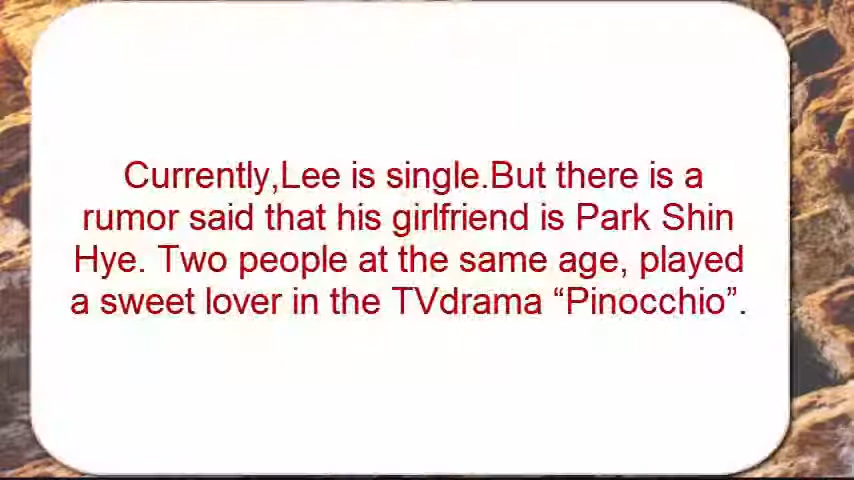 Currently,Lee is single.But there is a
rumor said that his girlfriend is Park Shin
Hye. Two people at the same age, played
a sweet lover in the TVdrama “Pinocchio”.